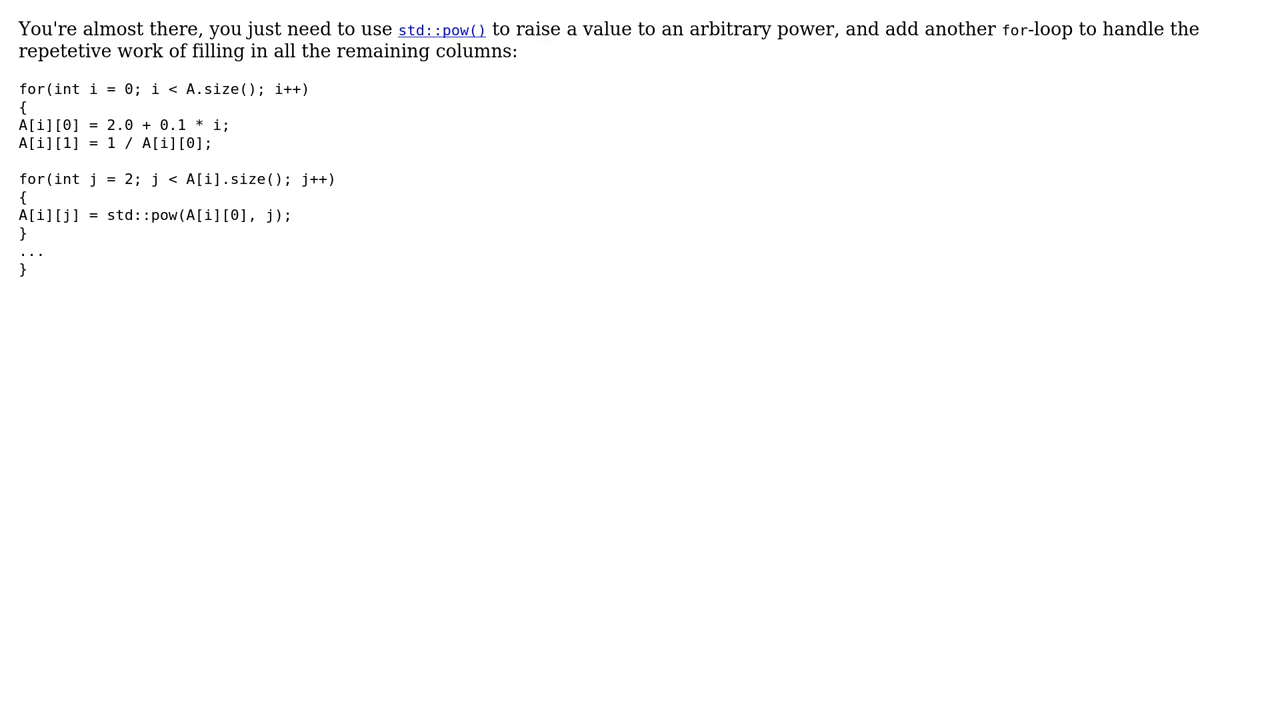 You're almost there, you just need to use std::pow() to raise a value to an arbitrary power, and add another for-loop to handle the
repetetive work of filling in all the remaining columns:
for(int i = 0; i < A.size(); i++)
{
A[i][0] = 2.0 + 0.1 * i;
A[i][1] = 1 / A[i][0];
for(int j = 2; j < A[i].size(); j++)
{
A[i][j] = std::pow(A[i][0], j);
}
...
}